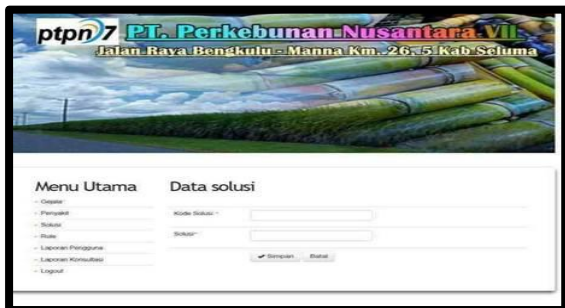 ptpn 7 PT. Perkebunan Nusantara VII
Jalan Raya Bengkulu - Manna Km. 26, 5 Kab Seluma
Menu Utama
Data solusi
- Gejala
- Penyakit
- Solusi
- Rule
- Laporan Pengguna
- Laporan Konsultasi
- Logout
Kode Solusi *
Solusi *
✔ Simpan Batal